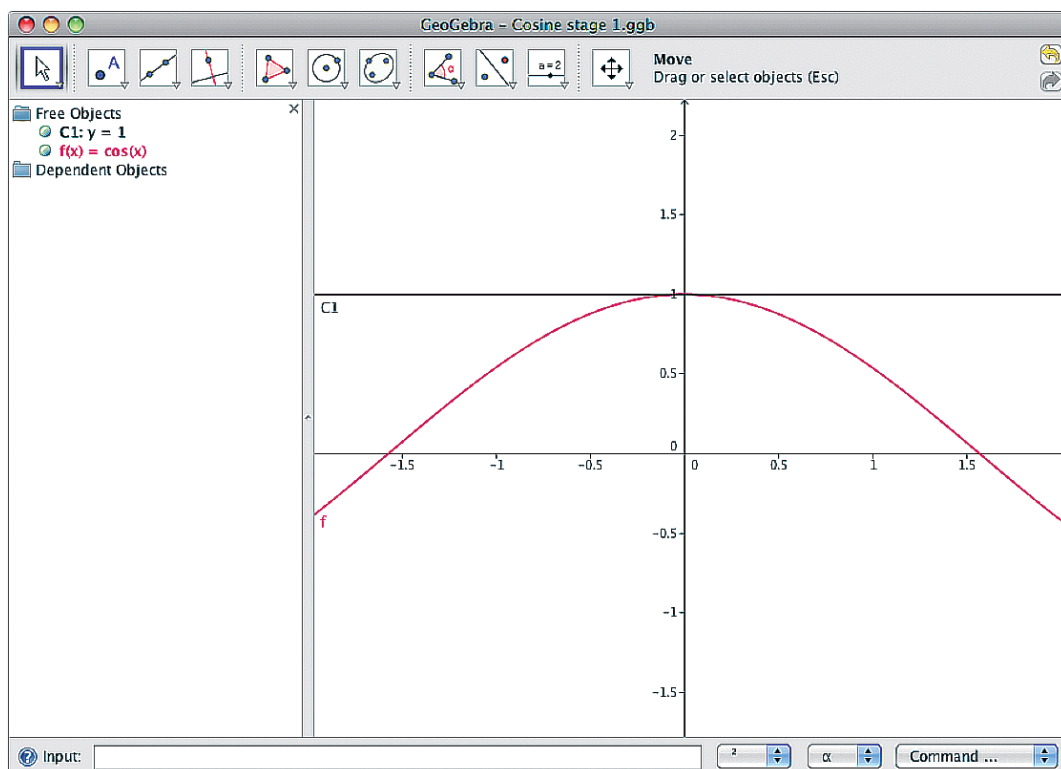 GeoGebra – Cosine stage 1.ggb
A
α
a = 2
Move
Drag or select objects (Esc)
Free Objects
C1: y = 1
f(x) = cos(x)
Dependent Objects
2
1.5
1
C1
0.5
0
-1.5
-1
-0.5
0
0.5
1
1.5
f
-0.5
-1
-1.5
Input:
²
α
Command ...